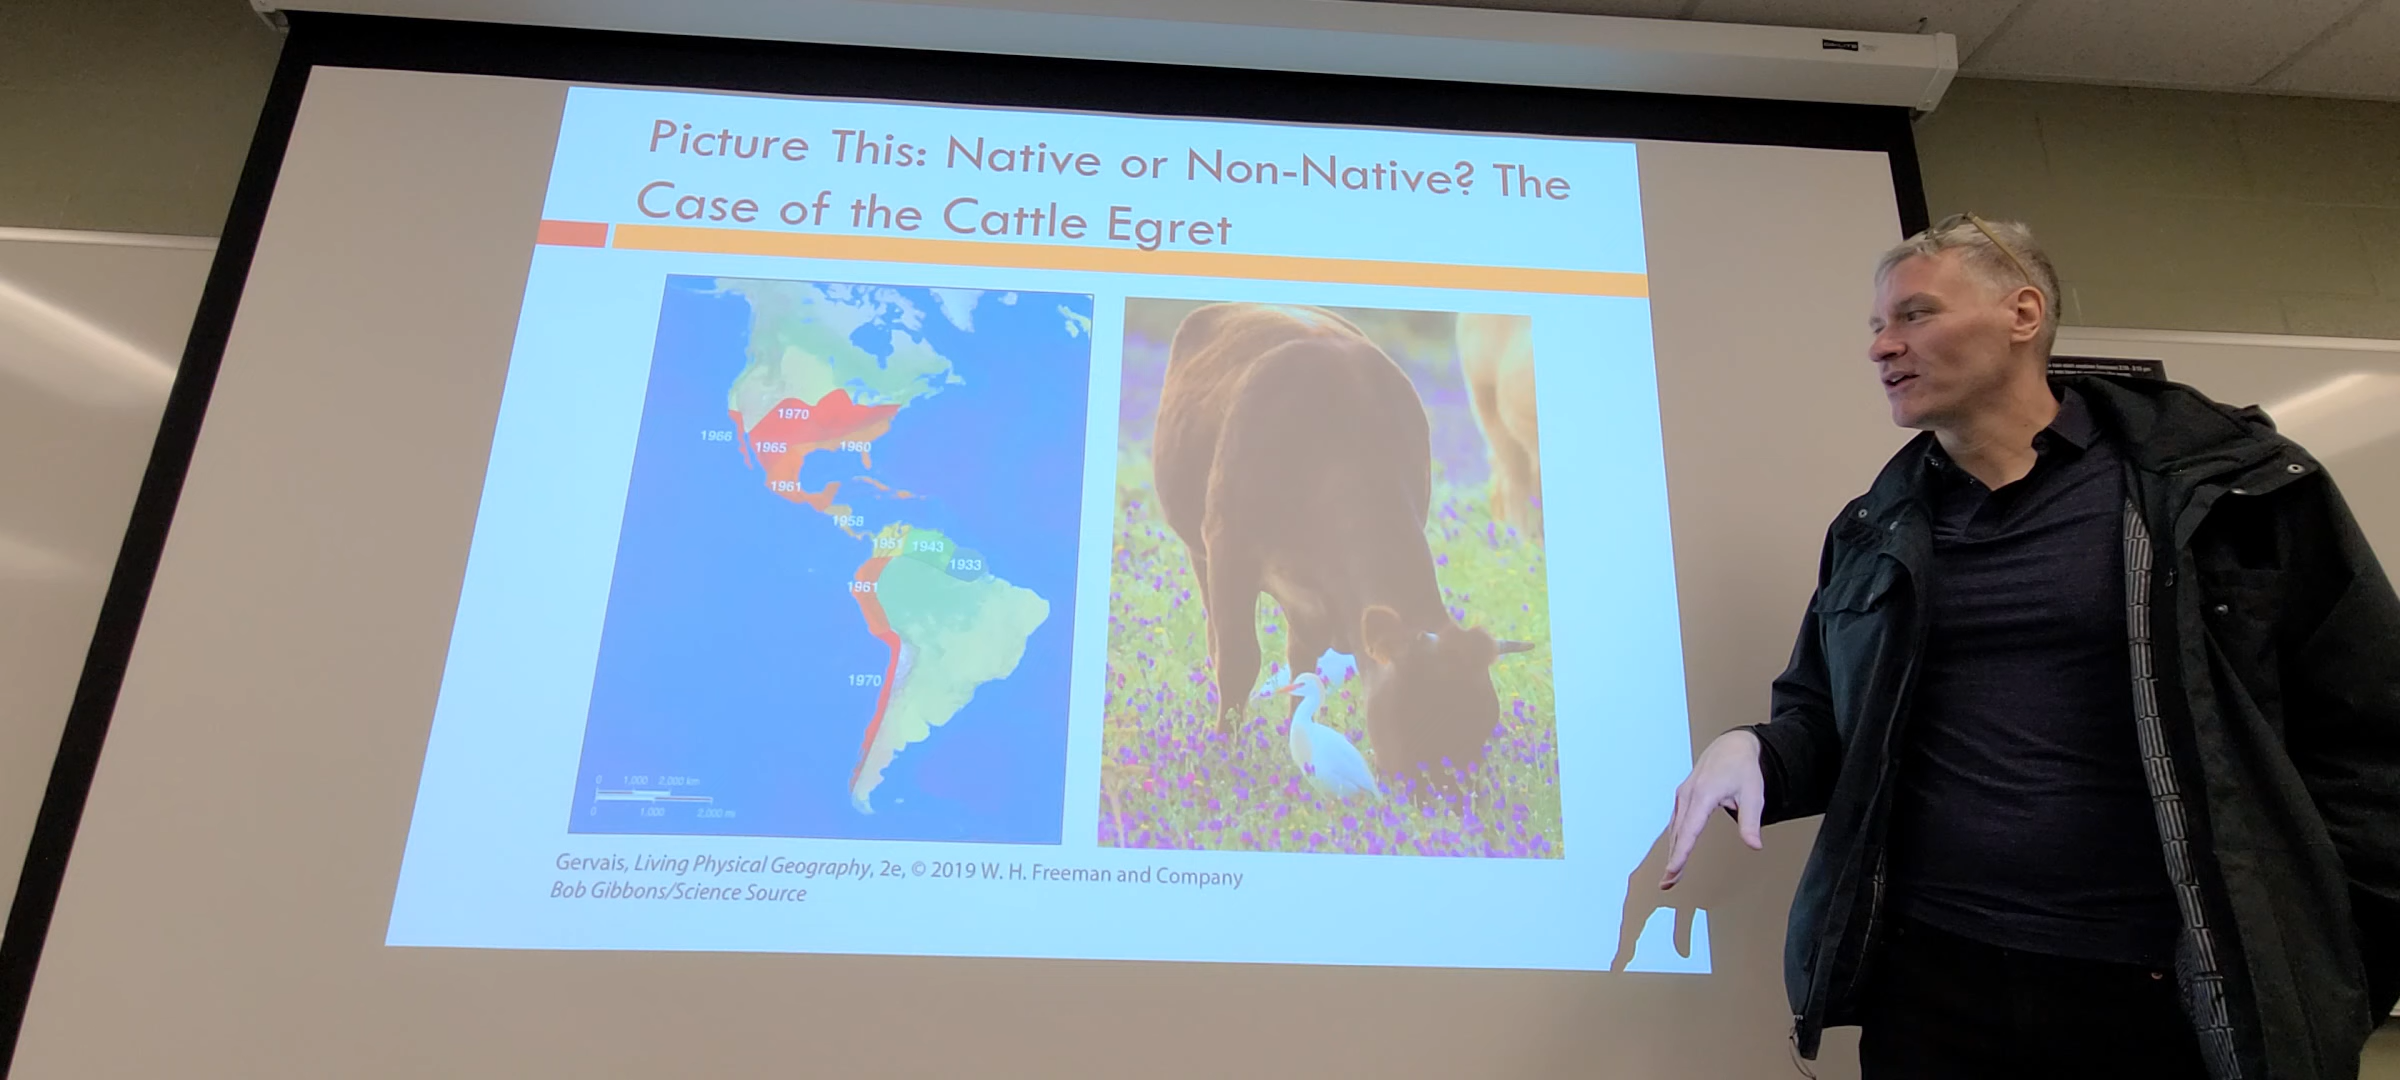 Picture This: Native or Non-Native? The
Case of the Cattle Egret
1970
1966
1965
1960
1961
1958
1951
1943
1933
1961
1970
0 1,000 2,000 km
0 1,000 2,000 mi
Gervais, Living Physical Geography, 2e, © 2019 W. H. Freeman and Company
Bob Gibbons/Science Source